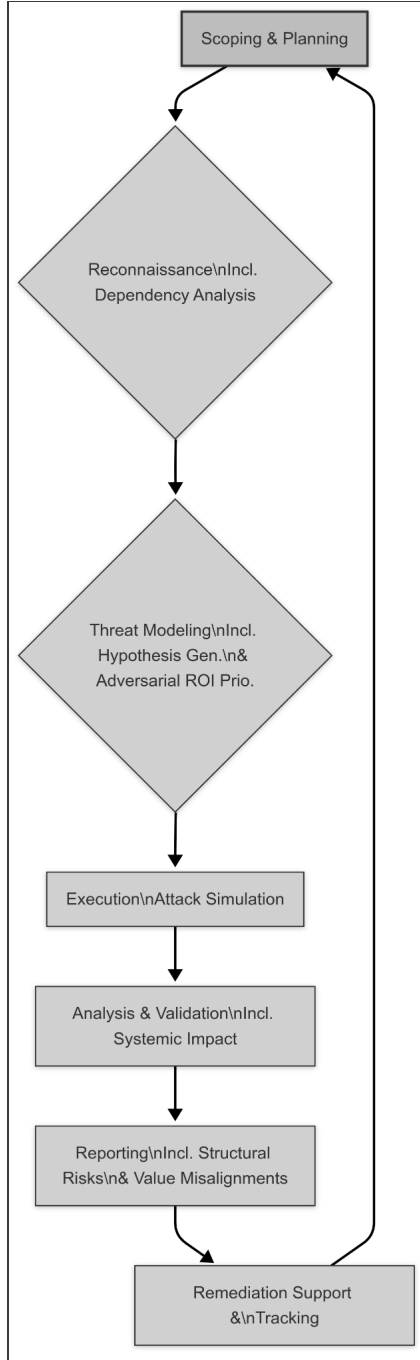 Scoping & Planning
Reconnaissance\nIncl.
Dependency Analysis
Threat Modeling\nIncl.
Hypothesis Gen.\n&
Adversarial ROI Prio.
Execution\nAttack Simulation
Analysis & Validation\nIncl.
Systemic Impact
Reporting\nIncl. Structural
Risks\n& Value Misalignments
Remediation Support
&\nTracking